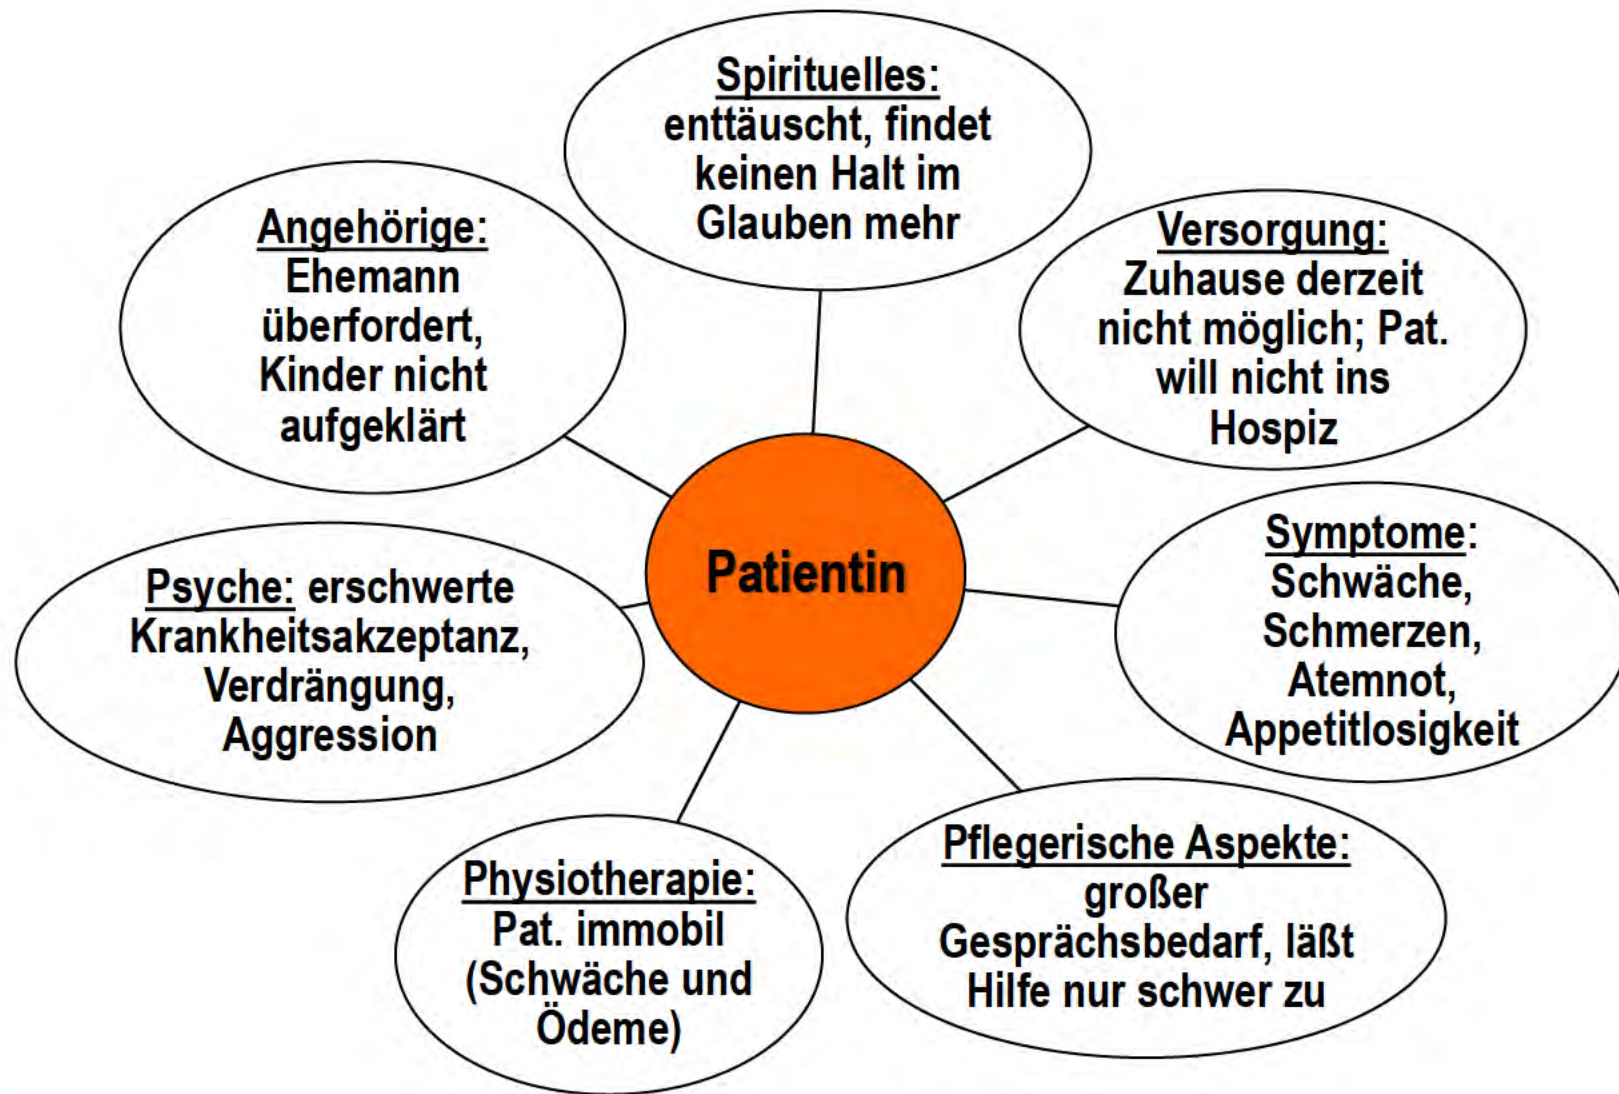 Spirituelles:
enttäuscht, findet
keinen Halt im
Glauben mehr
Angehörige:
Ehemann
überfordert,
Kinder nicht
aufgeklärt
Versorgung:
Zuhause derzeit
nicht möglich; Pat.
will nicht ins
Hospiz
Patientin
Psyche: erschwerte
Krankheitsakzeptanz,
Verdrängung,
Aggression
Symptome:
Schwäche,
Schmerzen,
Atemnot,
Appetitlosigkeit
Physiotherapie:
Pat. immobil
(Schwäche und
Ödeme)
Pflegerische Aspekte:
großer
Gesprächsbedarf, läßt
Hilfe nur schwer zu